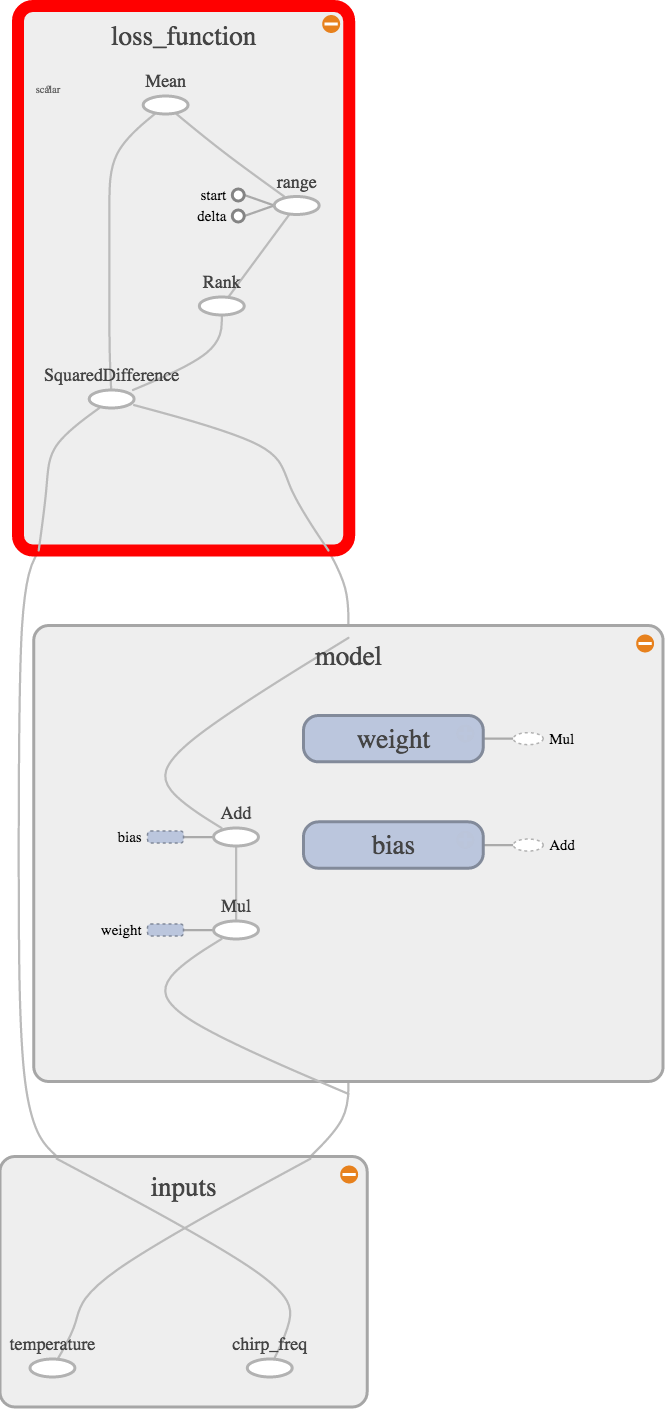 loss_function
Mean
range
start
delta
Rank
SquaredDifference
model
weight
Mul
Add
bias
bias
Add
Mul
weight
inputs
temperature
chirp_freq